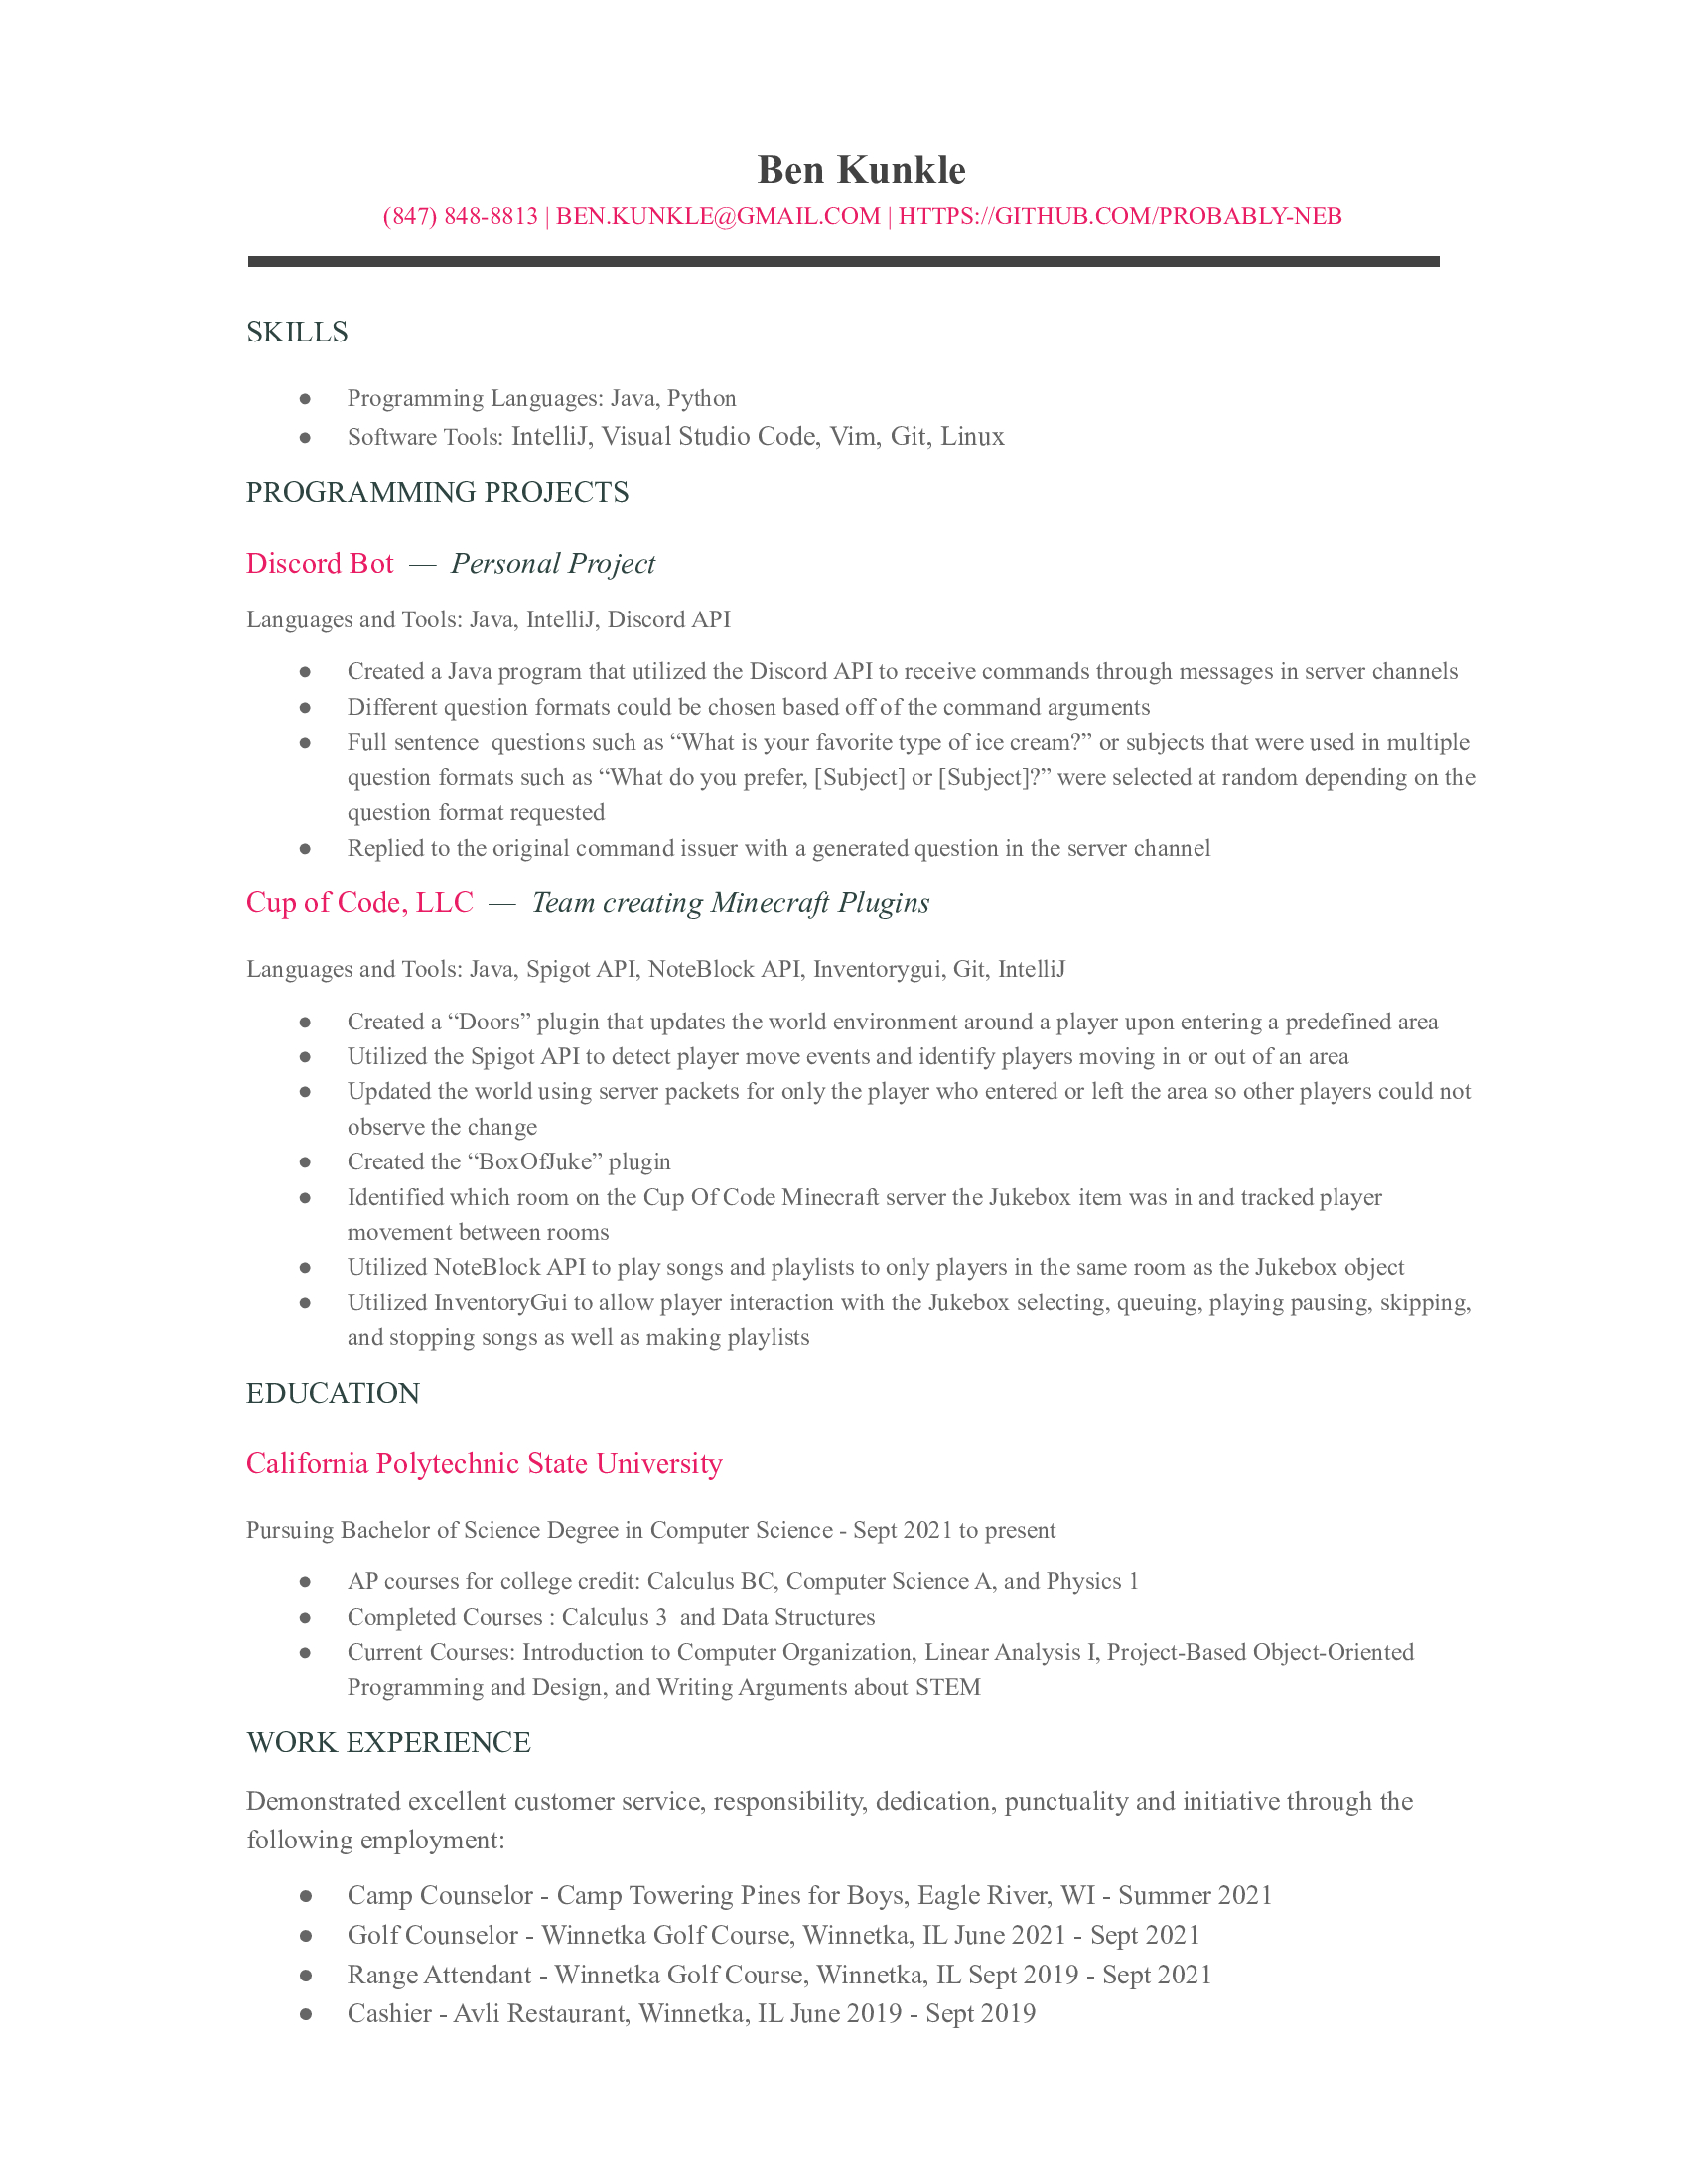 Ben Kunkle
(847) 848-8813 | BEN.KUNKLE@GMAIL.COM | HTTPS://GITHUB.COM/PROBABLY-NEB
SKILLS
● Programming Languages: Java, Python
● Software Tools: IntelliJ, Visual Studio Code, Vim, Git, Linux
PROGRAMMING PROJECTS
Discord Bot — Personal Project
Languages and Tools: Java, IntelliJ, Discord API
● Created a Java program that utilized the Discord API to receive commands through messages in server channels
● Different question formats could be chosen based off of the command arguments
● Full sentence  questions such as “What is your favorite type of ice cream?” or subjects that were used in multiple
question formats such as “What do you prefer, [Subject] or [Subject]?” were selected at random depending on the
question format requested
● Replied to the original command issuer with a generated question in the server channel
Cup of Code, LLC — Team creating Minecraft Plugins
Languages and Tools: Java, Spigot API, NoteBlock API, Inventorygui, Git, IntelliJ
● Created a “Doors” plugin that updates the world environment around a player upon entering a predefined area
● Utilized the Spigot API to detect player move events and identify players moving in or out of an area
● Updated the world using server packets for only the player who entered or left the area so other players could not
observe the change
● Created the “BoxOfJuke” plugin
● Identified which room on the Cup Of Code Minecraft server the Jukebox item was in and tracked player
movement between rooms
● Utilized NoteBlock API to play songs and playlists to only players in the same room as the Jukebox object
● Utilized InventoryGui to allow player interaction with the Jukebox selecting, queuing, playing pausing, skipping,
and stopping songs as well as making playlists
EDUCATION
California Polytechnic State University
Pursuing Bachelor of Science Degree in Computer Science - Sept 2021 to present
● AP courses for college credit: Calculus BC, Computer Science A, and Physics 1
● Completed Courses : Calculus 3  and Data Structures
● Current Courses: Introduction to Computer Organization, Linear Analysis I, Project-Based Object-Oriented
Programming and Design, and Writing Arguments about STEM
WORK EXPERIENCE
Demonstrated excellent customer service, responsibility, dedication, punctuality and initiative through the
following employment:
● Camp Counselor - Camp Towering Pines for Boys, Eagle River, WI - Summer 2021
● Golf Counselor - Winnetka Golf Course, Winnetka, IL June 2021 - Sept 2021
● Range Attendant - Winnetka Golf Course, Winnetka, IL Sept 2019 - Sept 2021
● Cashier - Avli Restaurant, Winnetka, IL June 2019 - Sept 2019